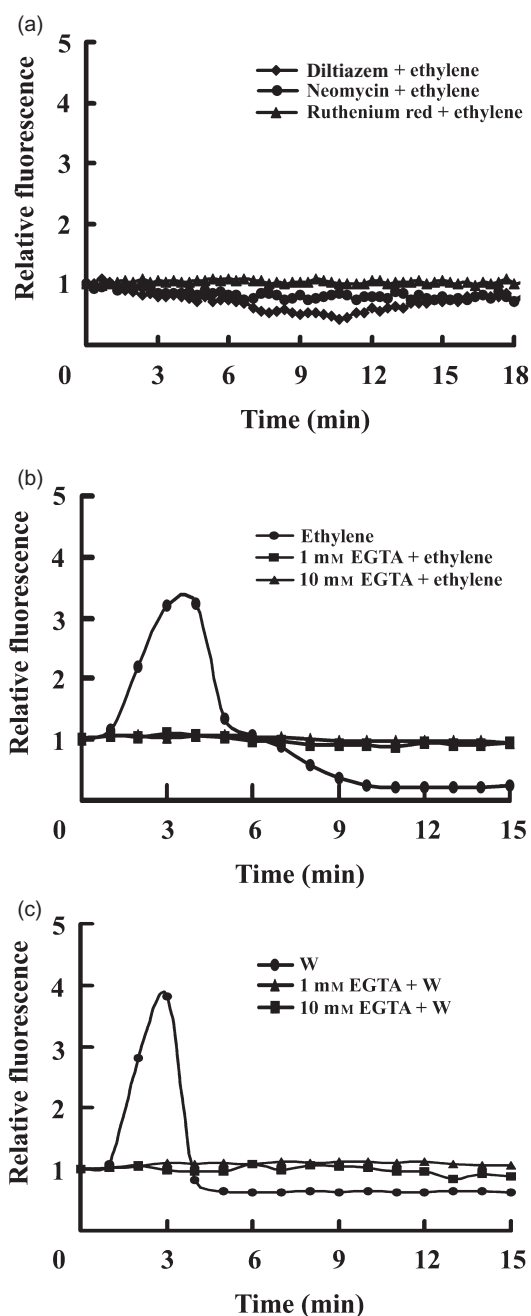 (a)
5
4
3
2
1
0
3
6
9
12
15
18
Relative fluorescence
Time (min)
Diltiazem + ethylene
Neomycin + ethylene
Ruthenium red + ethylene
(b)
5
4
3
2
1
0
3
6
9
12
15
Relative fluorescence
Time (min)
Ethylene
1 mM EGTA + ethylene
10 mM EGTA + ethylene
(c)
5
4
3
2
1
0
3
6
9
12
15
Relative fluorescence
Time (min)
W
1 mM EGTA + W
10 mM EGTA + W